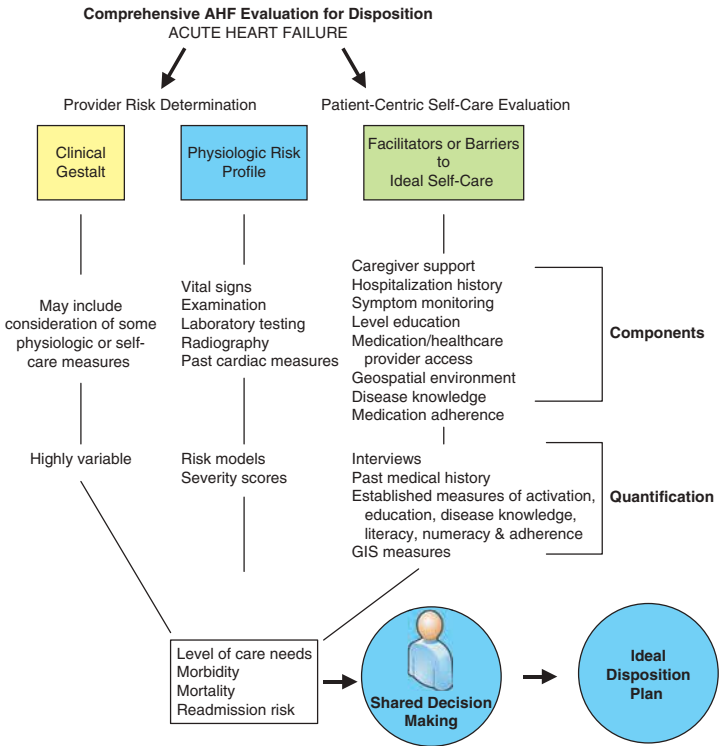 Comprehensive AHF Evaluation for Disposition
ACUTE HEART FAILURE
Provider Risk Determination
Patient-Centric Self-Care Evaluation
Clinical
Gestalt
Physiologic Risk
Profile
Facilitators or Barriers
to
Ideal Self-Care
May include
consideration of some
physiologic or self-
care measures
Vital signs
Examination
Laboratory testing
Radiography
Past cardiac measures
Caregiver support
Hospitalization history
Symptom monitoring
Level education
Medication/healthcare
provider access
Geospatial environment
Disease knowledge
Medication adherence
Components
Highly variable
Risk models
Severity scores
Interviews
Past medical history
Established measures of activation,
education, disease knowledge,
literacy, numeracy & adherence
GIS measures
Quantification
Level of care needs
Morbidity
Mortality
Readmission risk
Shared Decision
Making
Ideal
Disposition
Plan